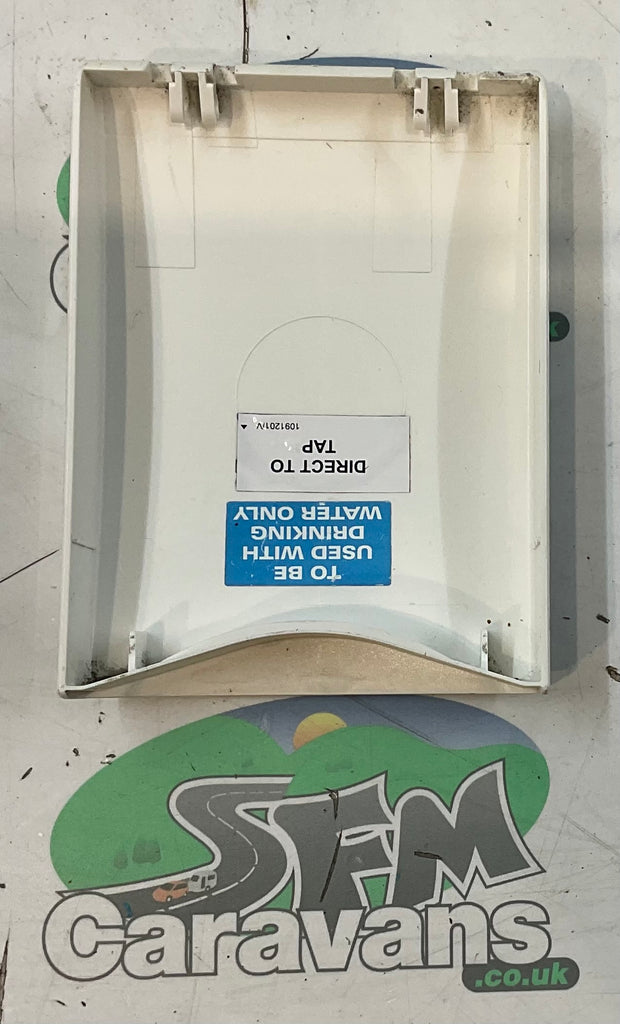 1091201/V
DIRECT TO
TAP
TO BE
USED WITH
DRINKING
WATER ONLY
SFM
Caravans
.co.uk
k